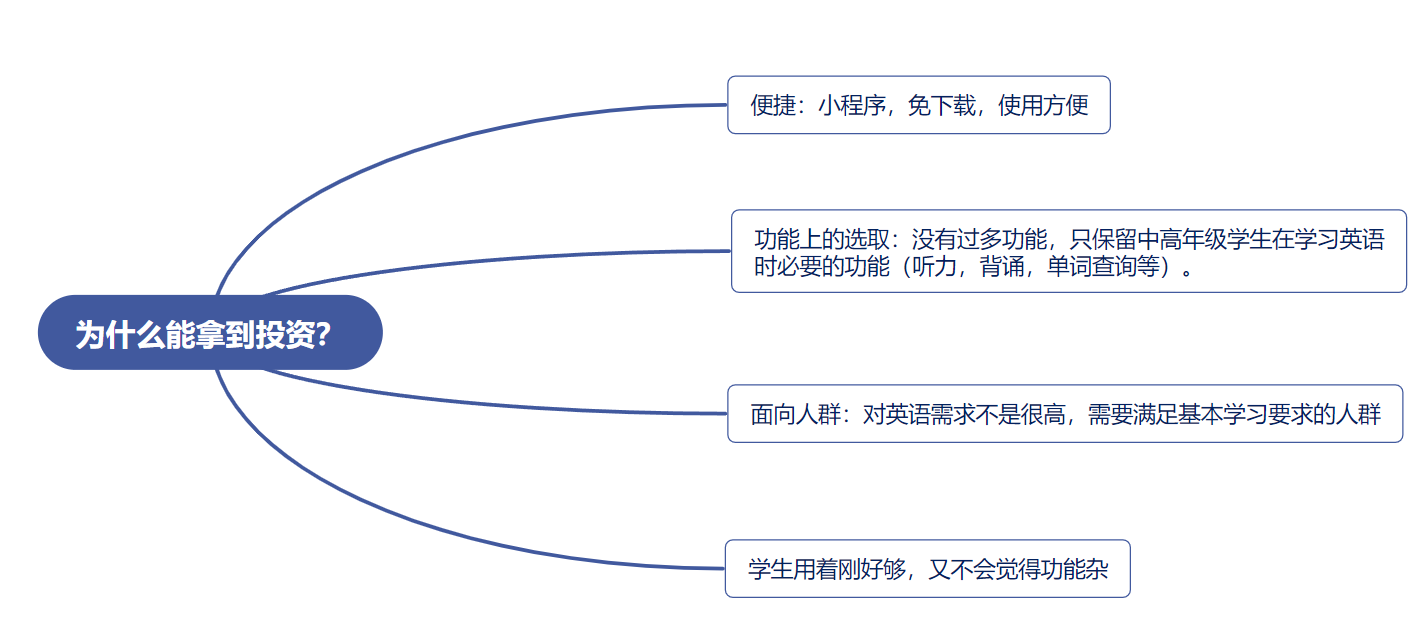 便捷：小程序，免下载，使用方便
功能上的选取：没有过多功能，只保留中高年级学生在学习英语
时必要的功能（听力，背诵，单词查询等）。
为什么能拿到投资？
面向人群：对英语需求不是很高，需要满足基本学习要求的人群
学生用着刚好够，又不会觉得功能杂